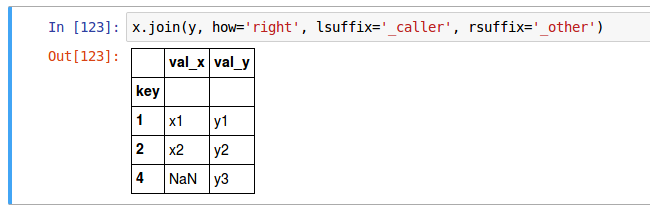 In [123]: x.join(y, how='right', lsuffix='_caller', rsuffix='_other')
Out[123]:
val_x val_y
key
1 x1 y1
2 x2 y2
4 NaN y3